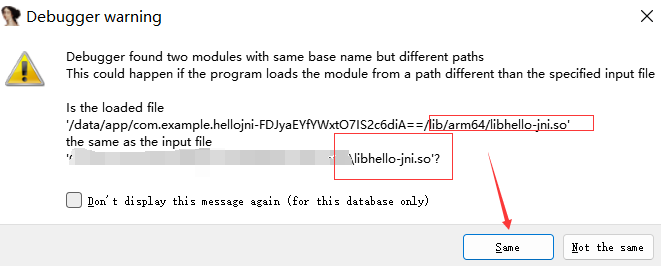 Debugger warning
Debugger found two modules with same base name but different paths
This could happen if the program loads the module from a path different than the specified input file
Is the loaded file
'/data/app/com.example.hellojni-FDJyaEYfYWxtO7IS2c6diA==/lib/arm64/libhello-jni.so'
the same as the input file
'\libhello-jni.so'?
Don't display this message again (for this database only)
Same
Not the same